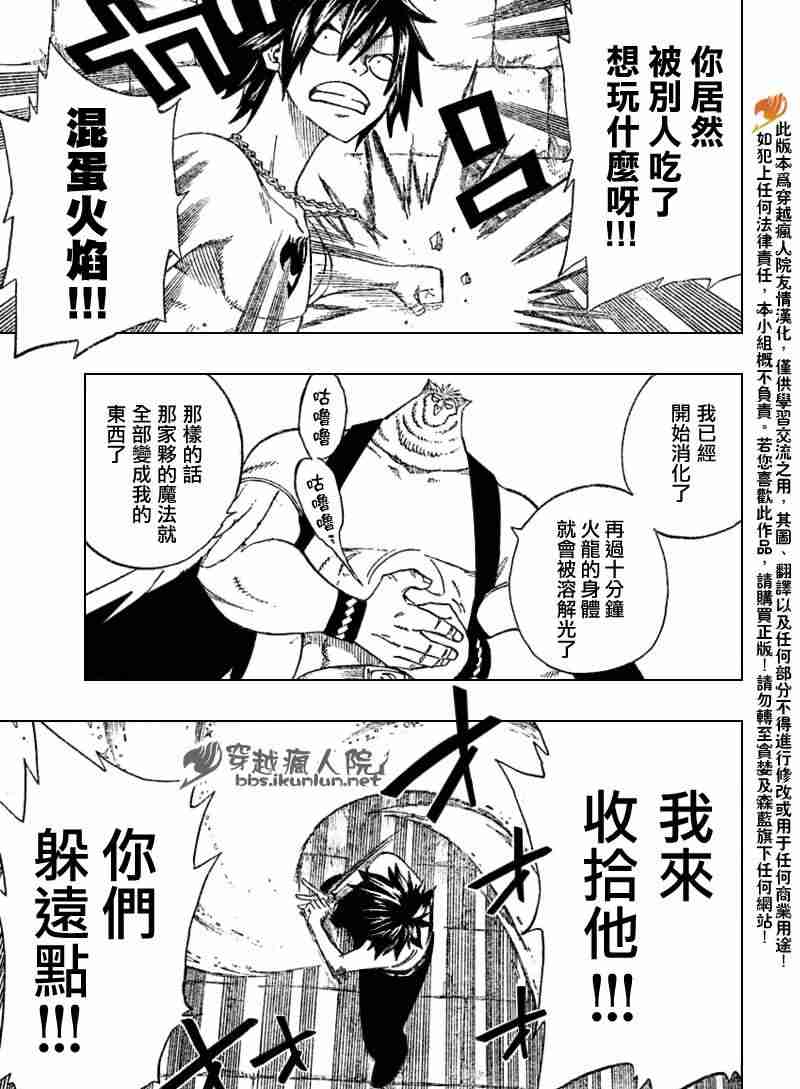 你居然
被別人吃了
想玩什麼呀!!!
混蛋火焰!!!
我已經
開始消化了
再過十分鐘
火龍的身體
就會被溶解光了
咕嚕嚕
咕嚕嚕
那樣的話
那家夥的魔法就
全部變成我的
東西了
我來
收拾他!!!
你們
躲遠點!!!
穿越瘋人院
bbs.ikunlun.net
此版本爲穿越瘋人院友情漢化，僅供學習交流之用，其圖、翻譯以及任何部分不得進行修改或用于任何商業用途！
如犯上任何法律責任，本小組概不負責。若您喜歡此作品，請購買正版！請勿轉至貪婪及森藍旗下任何網站！